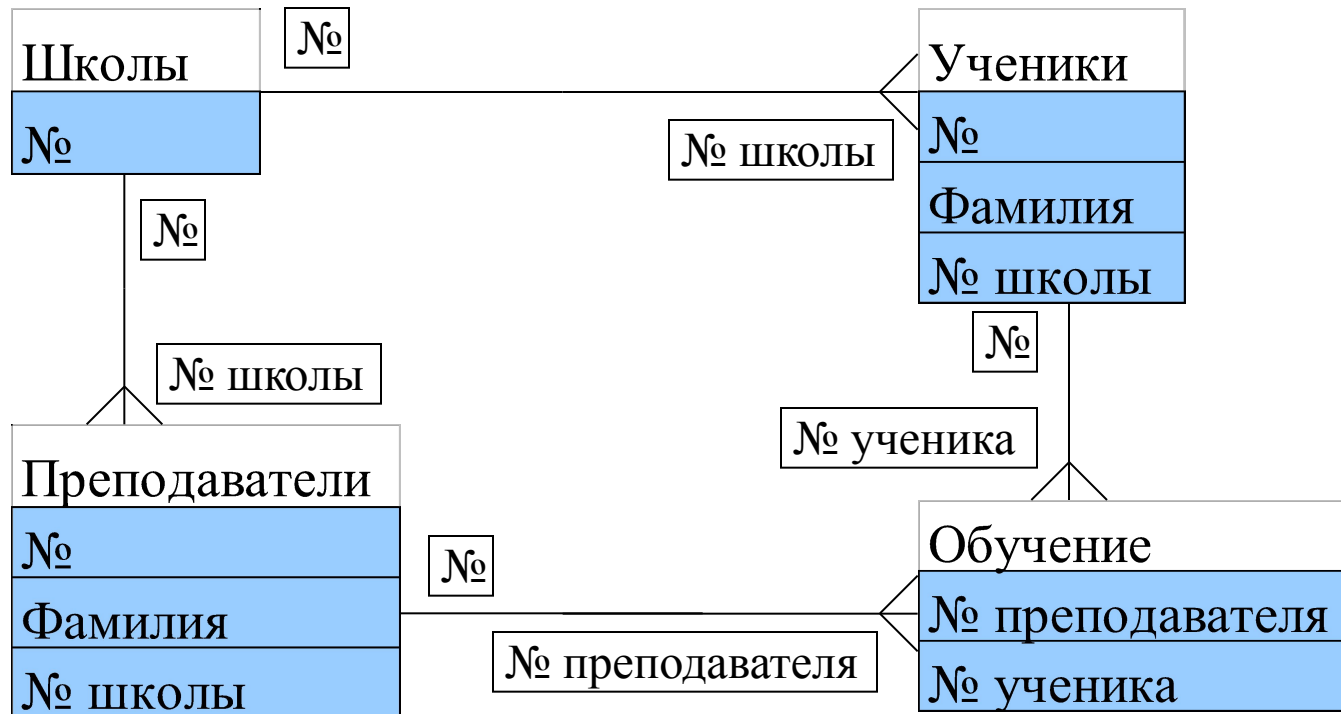 Школы
№
№
№ школы
Ученики
№
Фамилия
№ школы
№
№ школы
№
№ ученика
Преподаватели
№
Фамилия
№ школы
№
№ преподавателя
Обучение
№ преподавателя
№ ученика